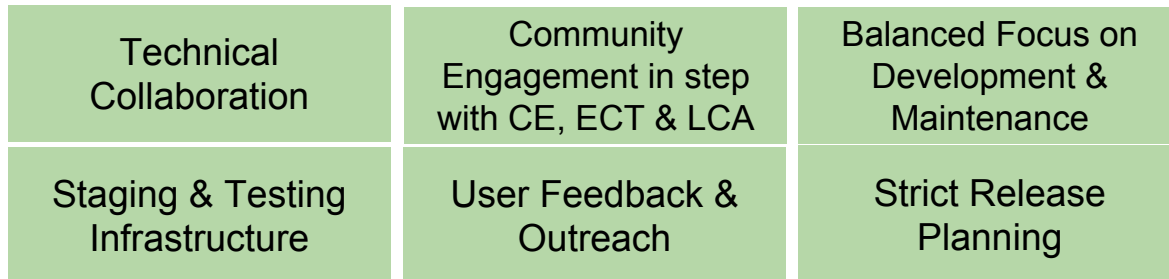 Technical
Collaboration
Community
Engagement in step
with CE, ECT & LCA
Balanced Focus on
Development &
Maintenance
Staging & Testing
Infrastructure
User Feedback &
Outreach
Strict Release
Planning